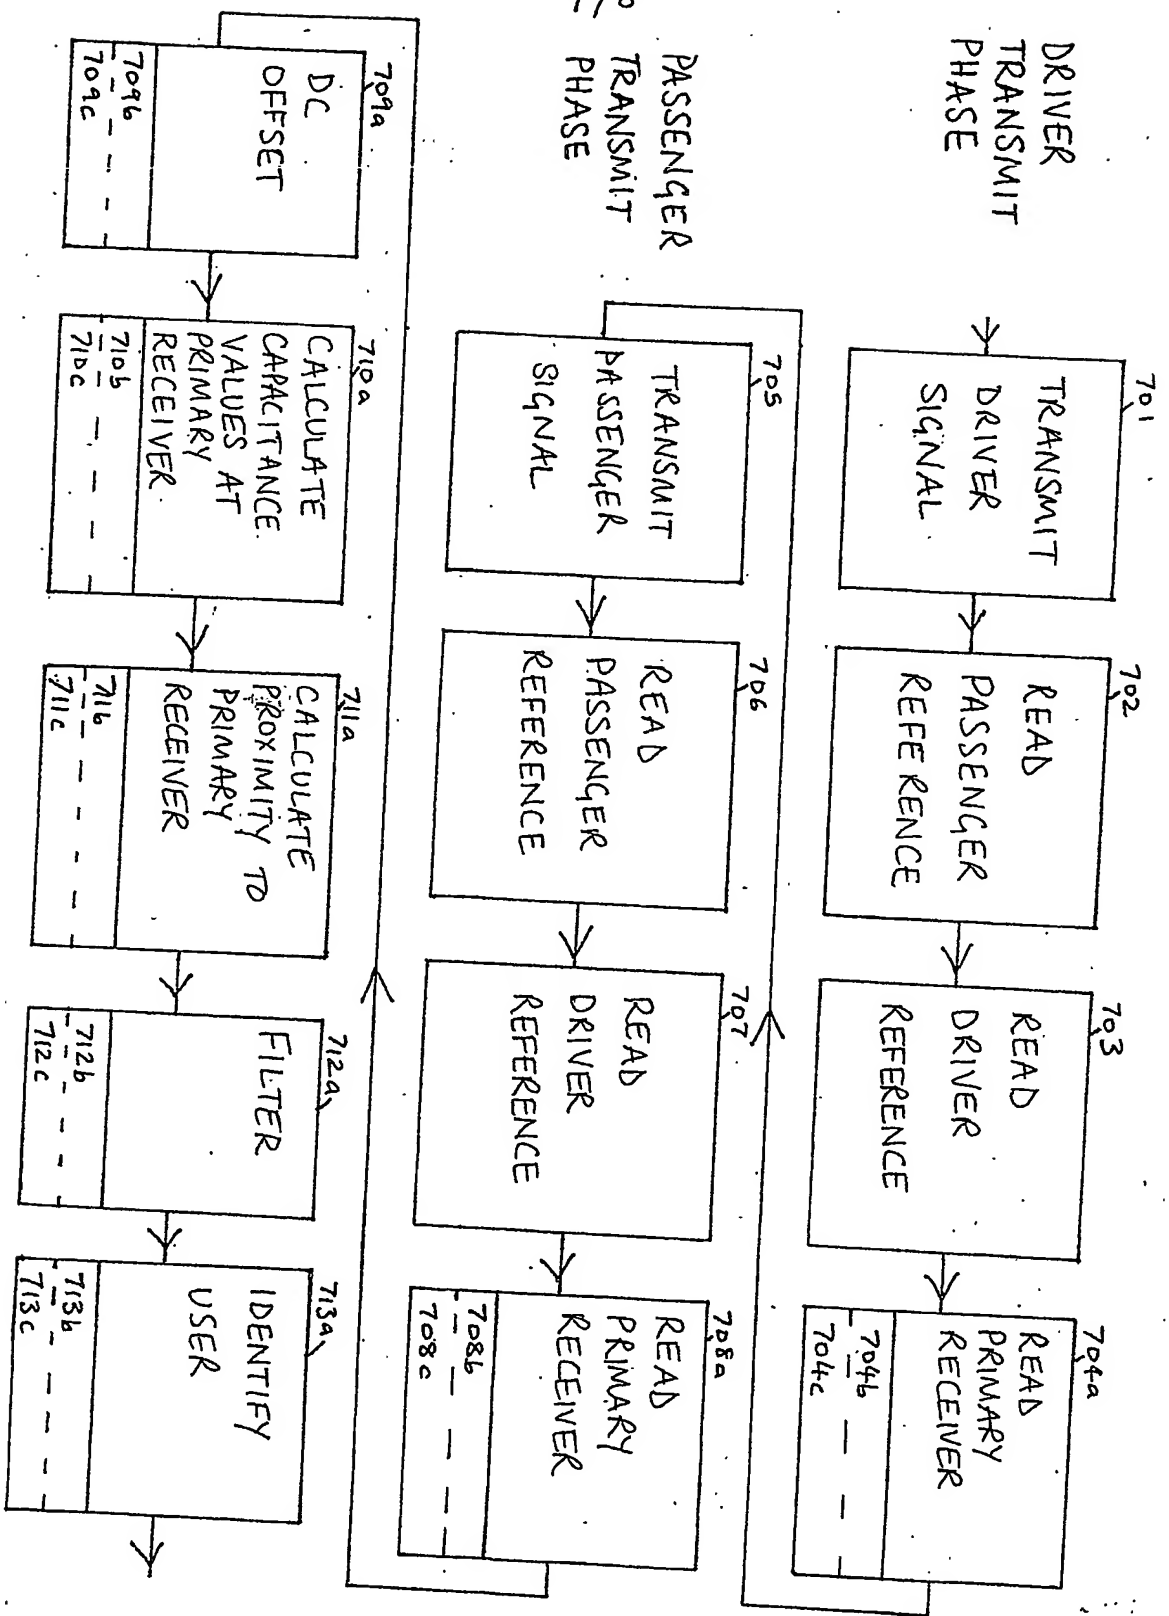 DRIVER
TRANSMIT
PHASE
701
TRANSMIT
DRIVER
SIGNAL
702
READ
PASSENGER
REFERENCE
703
READ
DRIVER
REFERENCE
704a
READ
PRIMARY
RECEIVER
704b
704c
PASSENGER
TRANSMIT
PHASE
705
TRANSMIT
PASSENGER
SIGNAL
706
READ
PASSENGER
REFERENCE
707
READ
DRIVER
REFERENCE
708a
READ
PRIMARY
RECEIVER
708b
708c
709a
DC
OFFSET
709b
709c
710a
CALCULATE
CAPACITANCE
VALUES AT
PRIMARY
RECEIVER
710b
710c
711a
CALCULATE
PROXIMITY TO
PRIMARY
RECEIVER
711b
711c
712a
FILTER
712b
712c
713a
IDENTIFY
USER
713b
713c